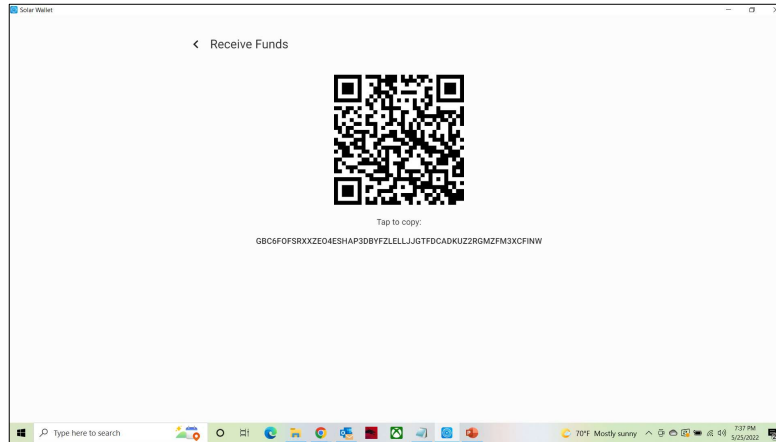 Solar Wallet
Receive Funds
Tap to copy:
GBC6FOFSRXXZEO4ESHAP3DBYFZLELLJJGTFDCADKUZ2RGMZFM3XCFINW
Type here to search
70°F Mostly sunny
7:37 PM
5/25/2022